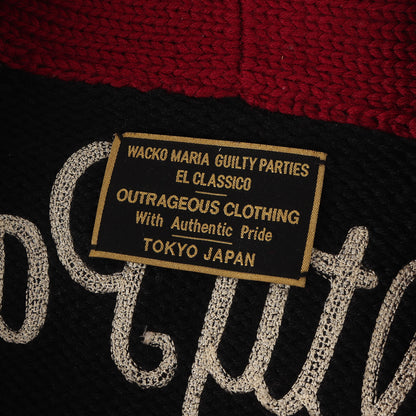 WACKO MARIA GUILTY PARTIES
EL CLASSICO
OUTRAGEOUS CLOTHING
With Authentic Pride
TOKYO JAPAN